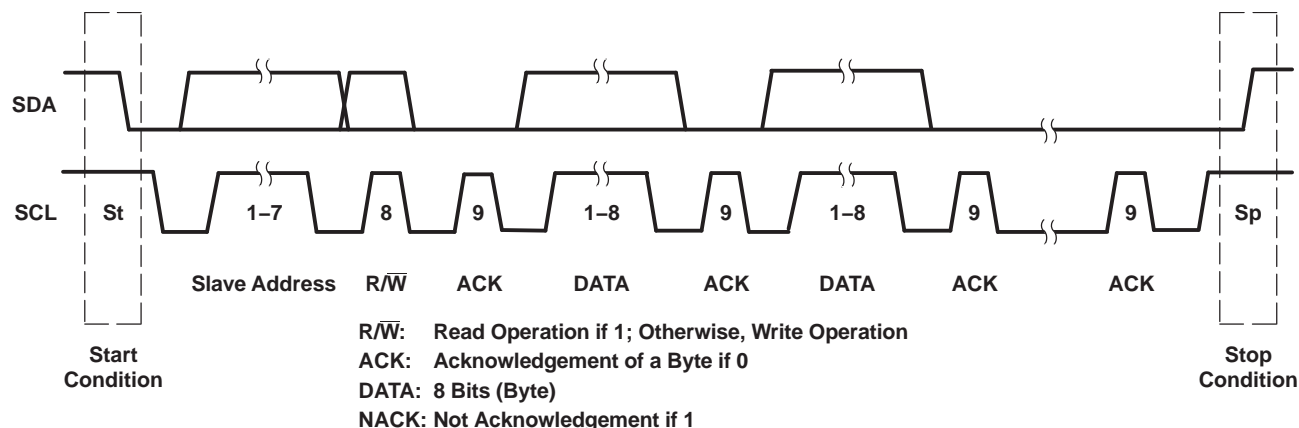 SDA
SCL St 1–7 8 9 1–8 9 1–8 9 9 Sp
Slave Address R/W̅ ACK DATA ACK DATA ACK ACK
R/W̅: Read Operation if 1; Otherwise, Write Operation
ACK: Acknowledgement of a Byte if 0
DATA: 8 Bits (Byte)
NACK: Not Acknowledgement if 1
Start
Condition
Stop
Condition